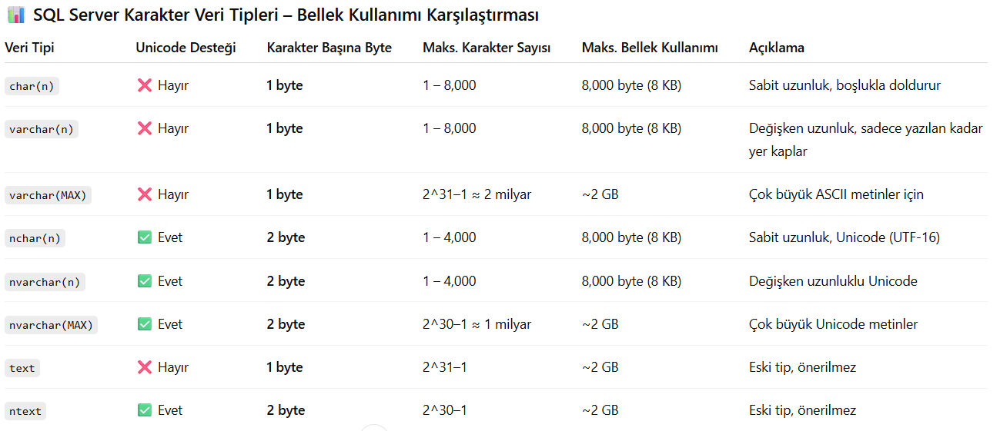 📊 SQL Server Karakter Veri Tipleri – Bellek Kullanımı Karşılaştırması
Veri Tipi Unicode Desteği Karakter Başına Byte Maks. Karakter Sayısı Maks. Bellek Kullanımı Açıklama
char(n) ❌ Hayır 1 byte 1 – 8,000 8,000 byte (8 KB) Sabit uzunluk, boşlukla doldurur
varchar(n) ❌ Hayır 1 byte 1 – 8,000 8,000 byte (8 KB) Değişken uzunluk, sadece yazılan kadar
yer kaplar
varchar(MAX) ❌ Hayır 1 byte 2^31–1 ≈ 2 milyar ~2 GB Çok büyük ASCII metinler için
nchar(n) ✅ Evet 2 byte 1 – 4,000 8,000 byte (8 KB) Sabit uzunluk, Unicode (UTF-16)
nvarchar(n) ✅ Evet 2 byte 1 – 4,000 8,000 byte (8 KB) Değişken uzunluklu Unicode
nvarchar(MAX) ✅ Evet 2 byte 2^30–1 ≈ 1 milyar ~2 GB Çok büyük Unicode metinler
text ❌ Hayır 1 byte 2^31–1 ~2 GB Eski tip, önerilmez
ntext ✅ Evet 2 byte 2^30–1 ~2 GB Eski tip, önerilmez